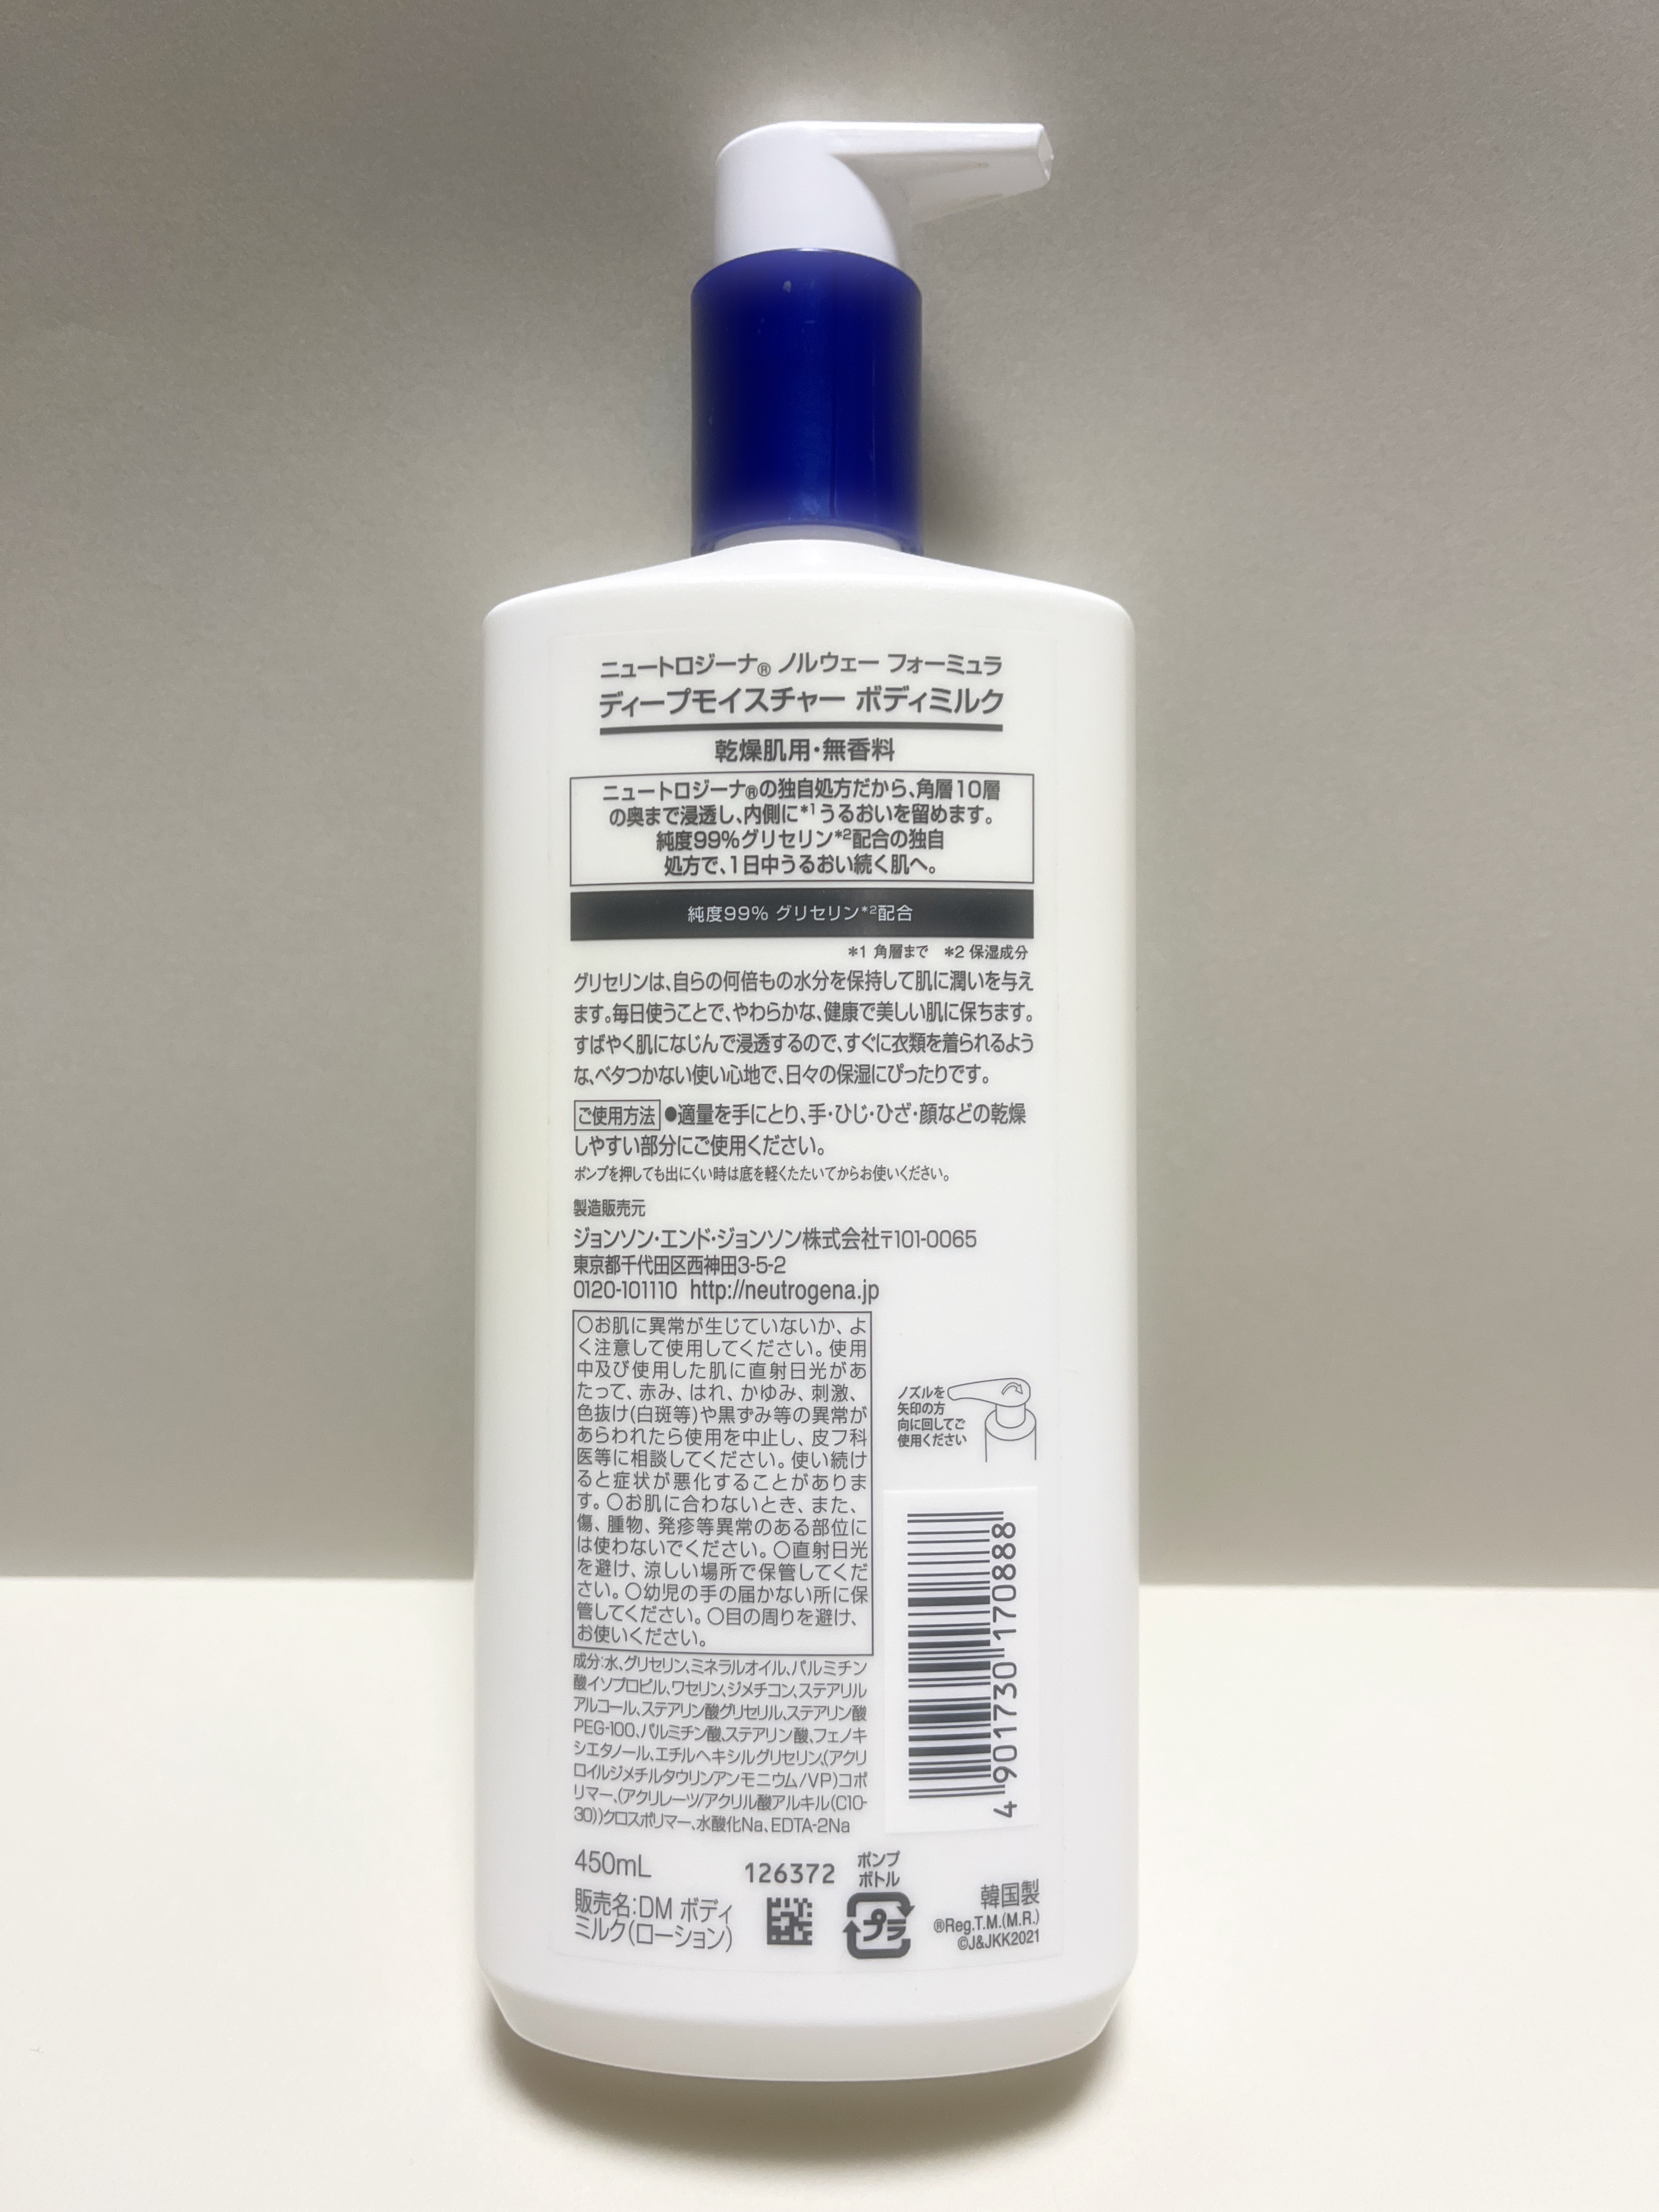 ニュートロジーナ® ノルウェー フォーミュラ
ディープモイスチャー ボディミルク
乾燥肌用・無香料
ニュートロジーナ®の独自処方だから、角層10層
の奥まで浸透し、内側に*1うるおいを留めます。
純度99%グリセリン*2配合の独自
処方で、1日中うるおい続く肌へ。
純度99% グリセリン*2配合
*1 角層まで *2 保湿成分
グリセリンは、自らの何倍もの水分を保持して肌に潤いを与え
ます。毎日使うことで、やわらかな、健康で美しい肌に保ちます。
すばやく肌になじんで浸透するので、すぐに衣類を着られるよう
な、ベタつかない使い心地で、日々の保湿にぴったりです。
ご使用方法 ●適量を手にとり、手・ひじ・ひざ・顔などの乾燥
しやすい部分にご使用ください。
ポンプを押しても出にくい時は底を軽くたたいてからお使いください。
製造販売元
ジョンソン・エンド・ジョンソン株式会社〒101-0065
東京都千代田区西神田3-5-2
0120-101110 http://neutrogena.jp
○お肌に異常が生じていないか、よ
く注意して使用してください。使用
中及び使用した肌に直射日光があ
たって、赤み、はれ、かゆみ、刺激、
色抜け(白斑等)や黒ずみ等の異常が
あらわれたら使用を中止し、皮フ科
医等に相談してください。使い続け
ると症状が悪化することがありま
す。○お肌に合わないとき、また、
傷、腫物、発疹等異常のある部位に
は使わないでください。○直射日光
を避け、涼しい場所で保管してくだ
さい。○幼児の手の届かない所に保
管してください。○目の周りを避け、
お使いください。
ノズルを
矢印の方
向に回してご
使用ください
4 901730 170888
成分:水、グリセリン、ミネラルオイル、パルミチン
酸イソプロピル、ワセリン、ジメチコン、ステアリル
アルコール、ステアリン酸グリセリル、ステアリン酸
PEG-100、パルミチン酸、ステアリン酸、フェノキ
シエタノール、エチルヘキシルグリセリン、(アクリ
ロイルジメチルタウリンアンモニウム/VP)コポ
リマー、(アクリレーツ/アクリル酸アルキル(C10-
30))クロスポリマー、水酸化Na、EDTA-2Na
450mL
販売名:DM ボディ
ミルク(ローション)
126372
ポンプ
ボトル
プラ
韓国製
®Reg.T.M.(M.R.)
©J&JKK2021